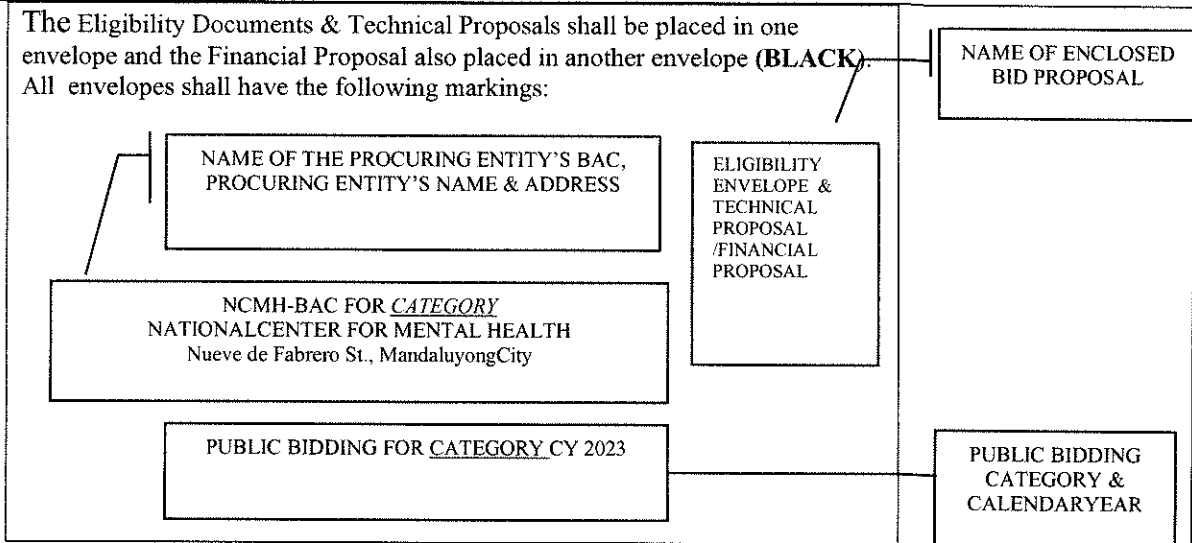 The Eligibility Documents & Technical Proposals shall be placed in one
envelope and the Financial Proposal also placed in another envelope (BLACK).
All envelopes shall have the following markings:
NAME OF ENCLOSED
BID PROPOSAL
NAME OF THE PROCURING ENTITY'S BAC,
PROCURING ENTITY'S NAME & ADDRESS
ELIGIBILITY
ENVELOPE &
TECHNICAL
PROPOSAL
/FINANCIAL
PROPOSAL
NCMH-BAC FOR CATEGORY
NATIONALCENTER FOR MENTAL HEALTH
Nueve de Fabrero St., MandaluyongCity
PUBLIC BIDDING FOR CATEGORY CY 2023
PUBLIC BIDDING
CATEGORY &
CALENDARYEAR